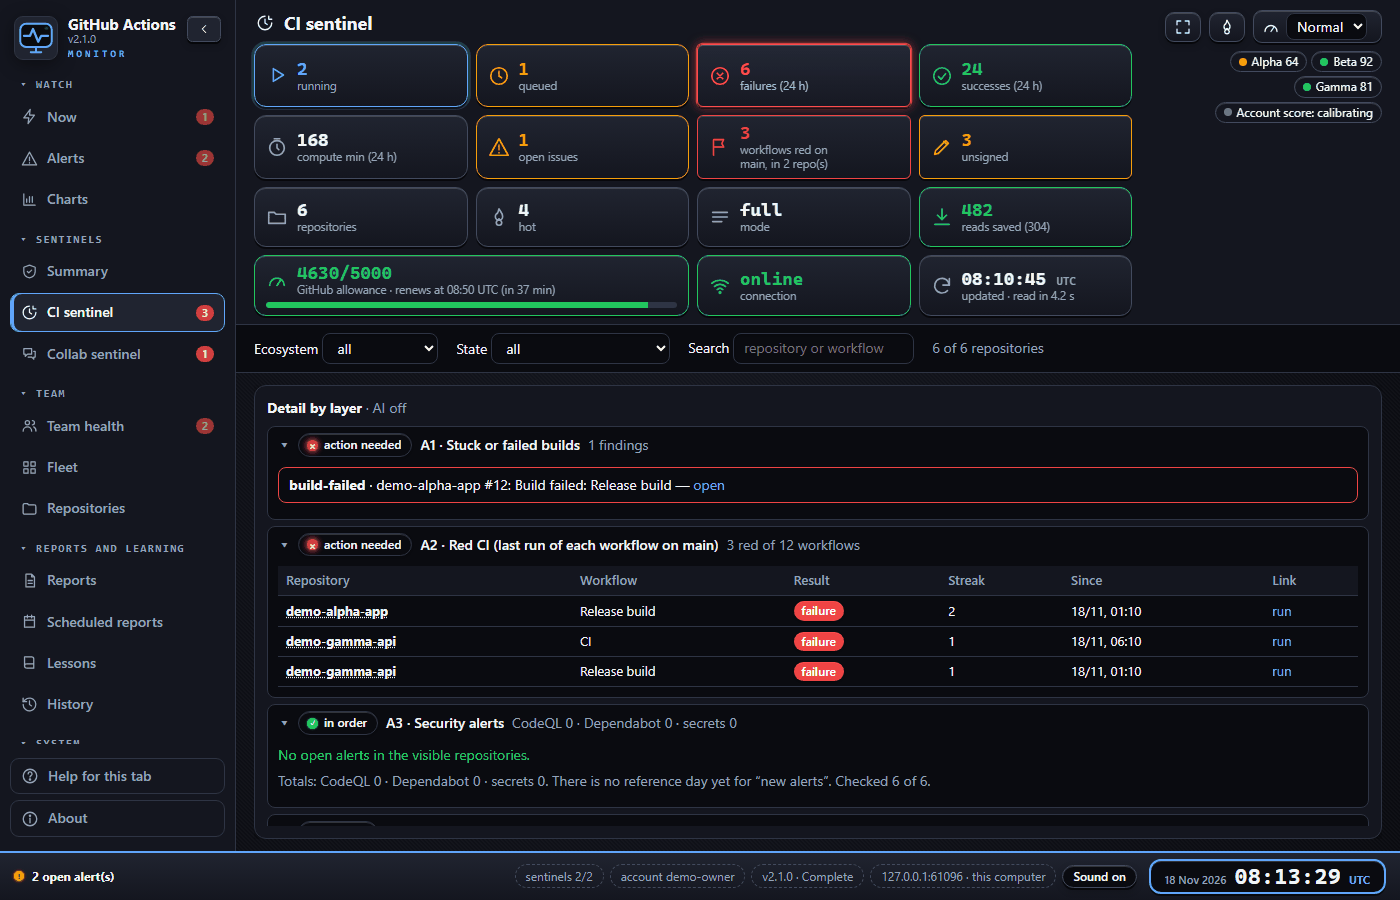 GitHub Actions
v2.1.0
MONITOR
WATCH
Now 1
Alerts 2
Charts
SENTINELS
Summary
CI sentinel 3
Collab sentinel 1
TEAM
Team health 2
Fleet
Repositories
REPORTS AND LEARNING
Reports
Scheduled reports
Lessons
History
SYSTEM
Help for this tab
About
CI sentinel
Normal
Alpha 64
Beta 92
Gamma 81
Account score: calibrating
2
running
1
queued
6
failures (24 h)
24
successes (24 h)
168
compute min (24 h)
1
open issues
3
workflows red on
main, in 2 repo(s)
3
unsigned
6
repositories
4
hot
full
mode
482
reads saved (304)
4630/5000
GitHub allowance · renews at 08:50 UTC (in 37 min)
online
connection
08:10:45 UTC
updated · read in 4.2 s
Ecosystem all State all Search repository or workflow 6 of 6 repositories
Detail by layer · AI off
action needed A1 · Stuck or failed builds 1 findings
build-failed · demo-alpha-app #12: Build failed: Release build — open
action needed A2 · Red CI (last run of each workflow on main) 3 red of 12 workflows
Repository Workflow Result Streak Since Link
demo-alpha-app Release build failure 2 18/11, 01:10 run
demo-gamma-api CI failure 1 18/11, 06:10 run
demo-gamma-api Release build failure 1 18/11, 01:10 run
in order A3 · Security alerts CodeQL 0 · Dependabot 0 · secrets 0
No open alerts in the visible repositories.
Totals: CodeQL 0 · Dependabot 0 · secrets 0. There is no reference day yet for “new alerts”. Checked 6 of 6.
2 open alert(s)
sentinels 2/2
account demo-owner
v2.1.0 · Complete
127.0.0.1:61096 · this computer
Sound on
18 Nov 2026 08:13:29 UTC